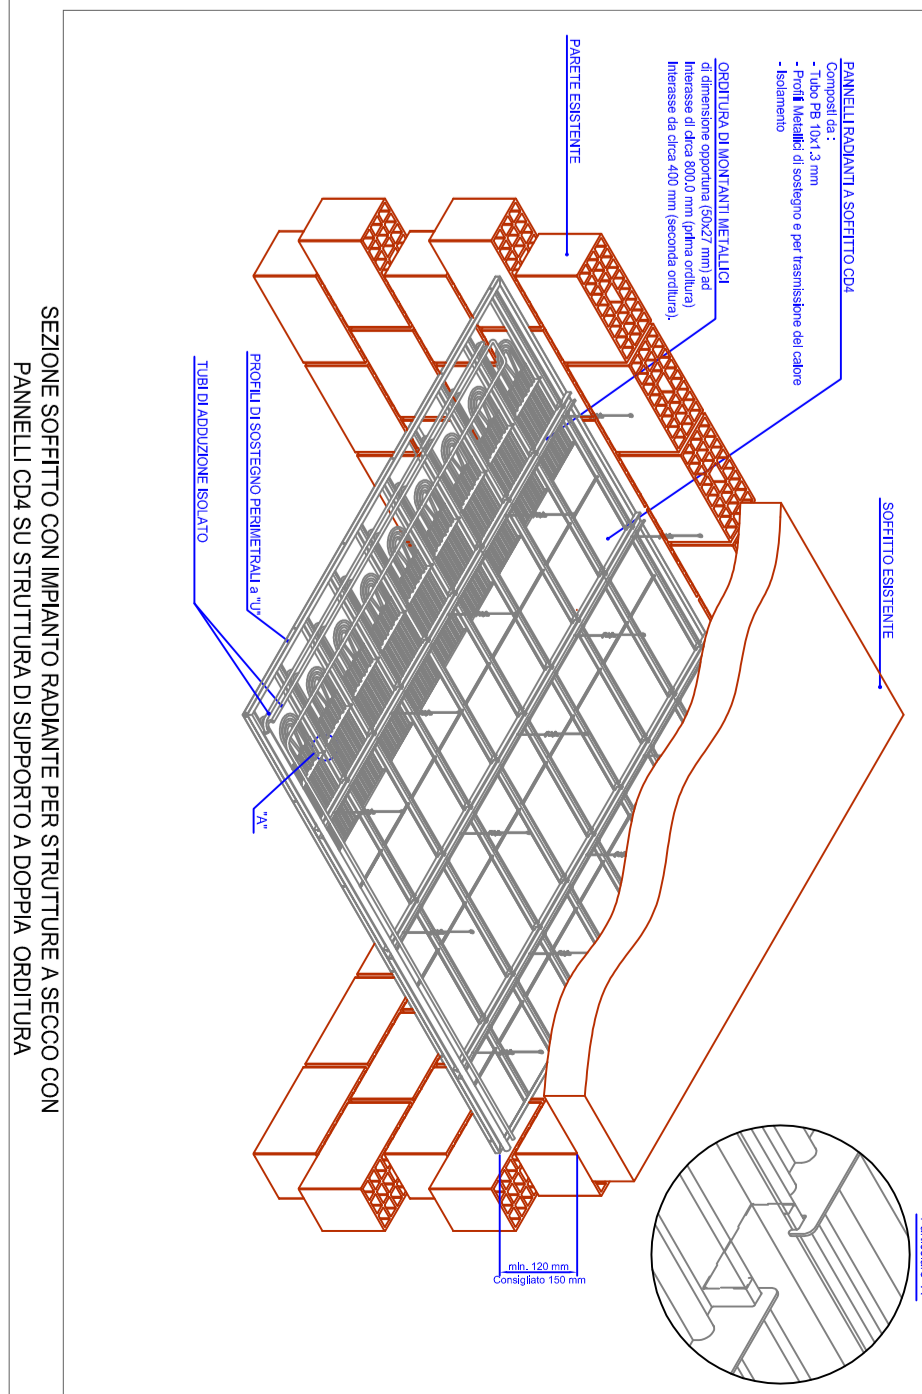 SOFFITTO ESISTENTE
PANNELLI RADIANTI A SOFFITTO CD4
Composti da :
- Tubo PB 10x1.3 mm
- Profili Metallici di sostegno e per trasmissione del calore
- Isolamento
ORDITURA DI MONTANTI METALLICI
di dimensione opportuna (50x27 mm) ad
interasse di circa 800.0 mm (prima orditura)
interasse da circa 400 mm (seconda orditura).
PARETE ESISTENTE
PROFILI DI SOSTEGNO PERIMETRALI a "U"
TUBI DI ADDUZIONE ISOLATO
"A"
min. 120 mm
Consigliato 150 mm
SEZIONE SOFFITTO CON IMPIANTO RADIANTE PER STRUTTURE A SECCO CON
PANNELLI CD4 SU STRUTTURA DI SUPPORTO A DOPPIA ORDITURA